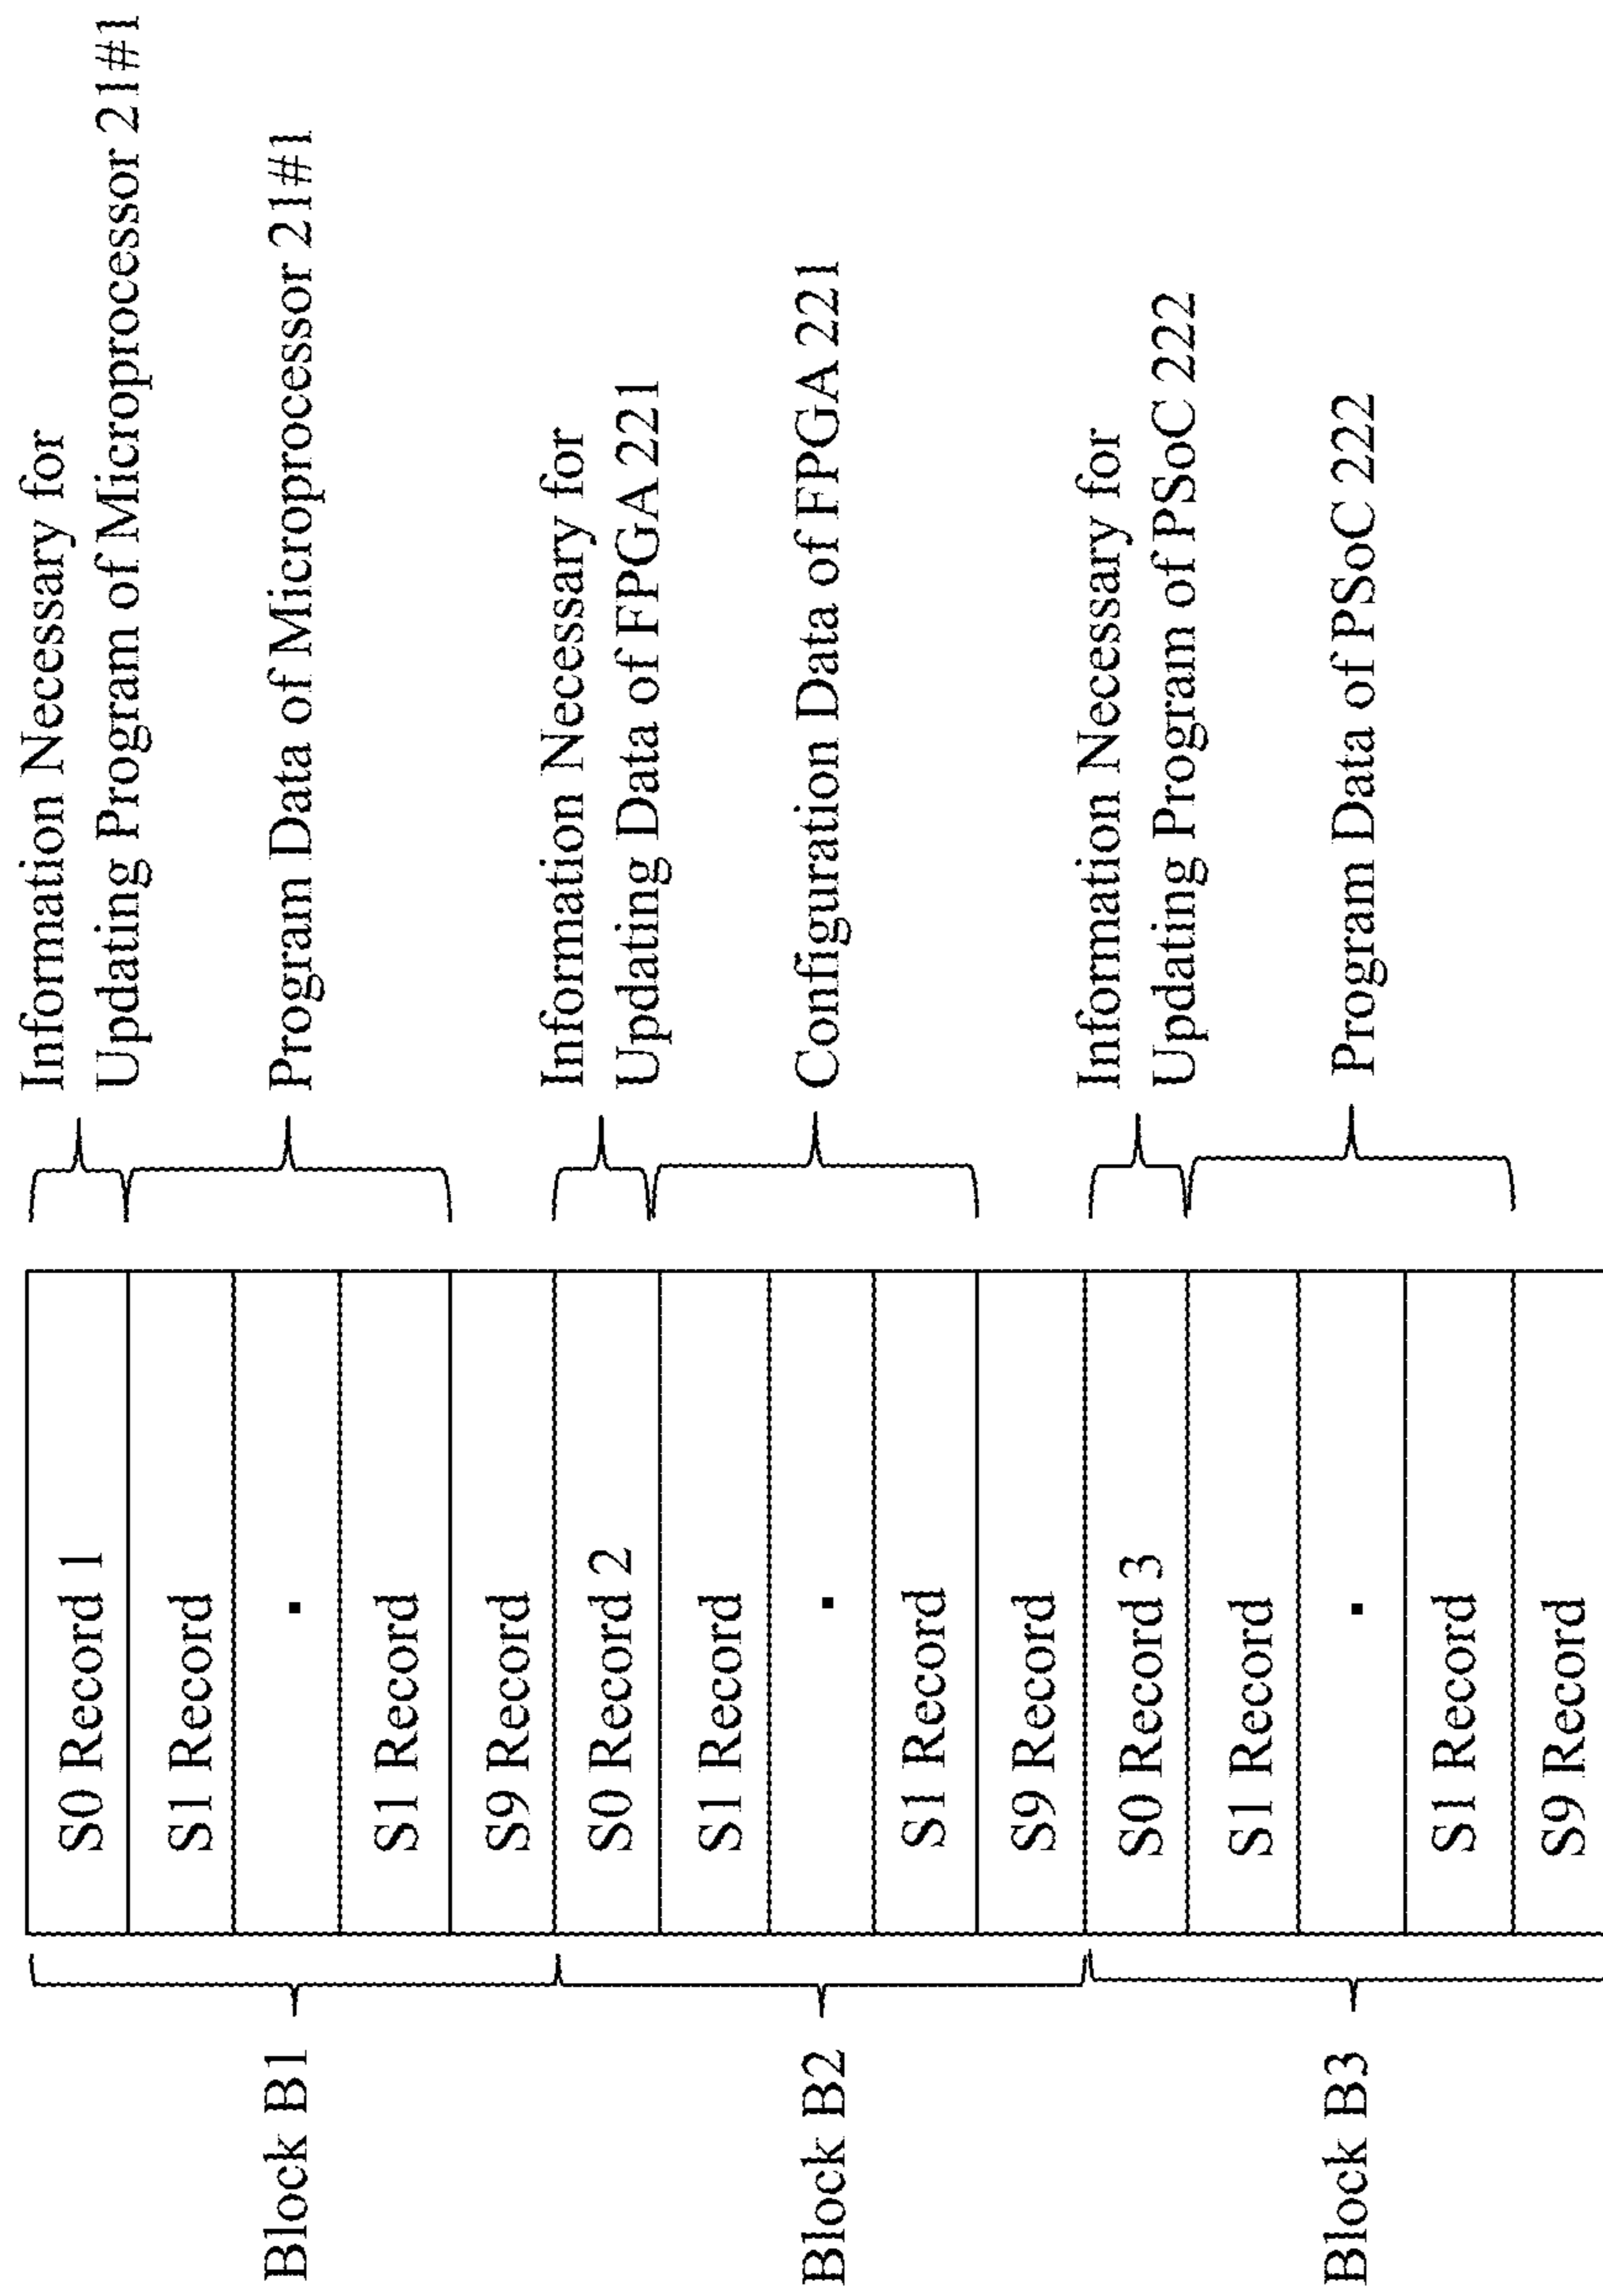 Block B1
S0 Record 1
S1 Record
.
S1 Record
S9 Record
Information Necessary for
Updating Program of Microprocessor 21#1
Program Data of Microprocessor 21#1
Block B2
S0 Record 2
S1 Record
.
S1 Record
S9 Record
Information Necessary for
Updating Data of FPGA 221
Configuration Data of FPGA 221
Block B3
S0 Record 3
S1 Record
.
S1 Record
S9 Record
Information Necessary for
Updating Program of PSoC 222
Program Data of PSoC 222